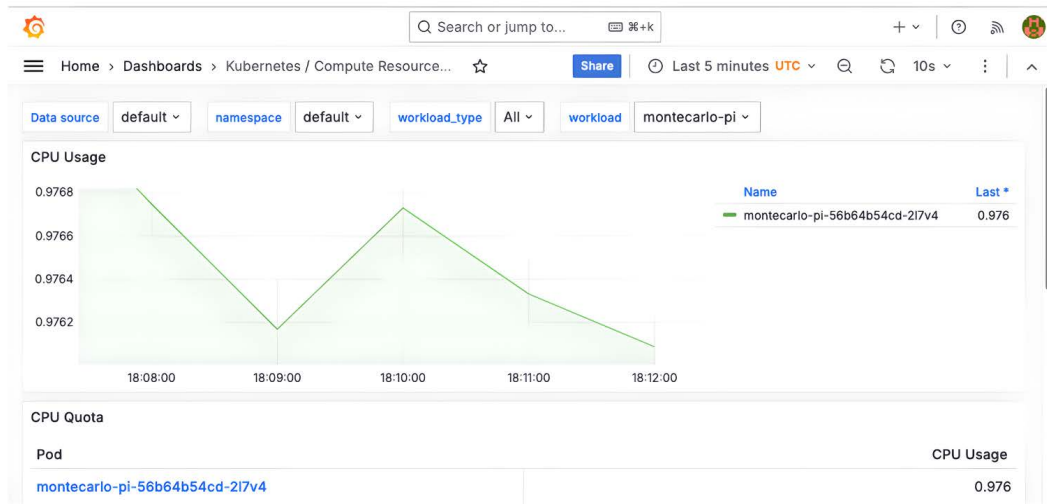 Search or jump to... ⌘+k
Home › Dashboards › Kubernetes / Compute Resource... Share Last 5 minutes UTC 10s
Data source default namespace default workload_type All workload montecarlo-pi
CPU Usage
Name Last *
montecarlo-pi-56b64b54cd-2l7v4 0.976
0.9768
0.9766
0.9764
0.9762
18:08:00 18:09:00 18:10:00 18:11:00 18:12:00
CPU Quota
Pod CPU Usage
montecarlo-pi-56b64b54cd-2l7v4 0.976